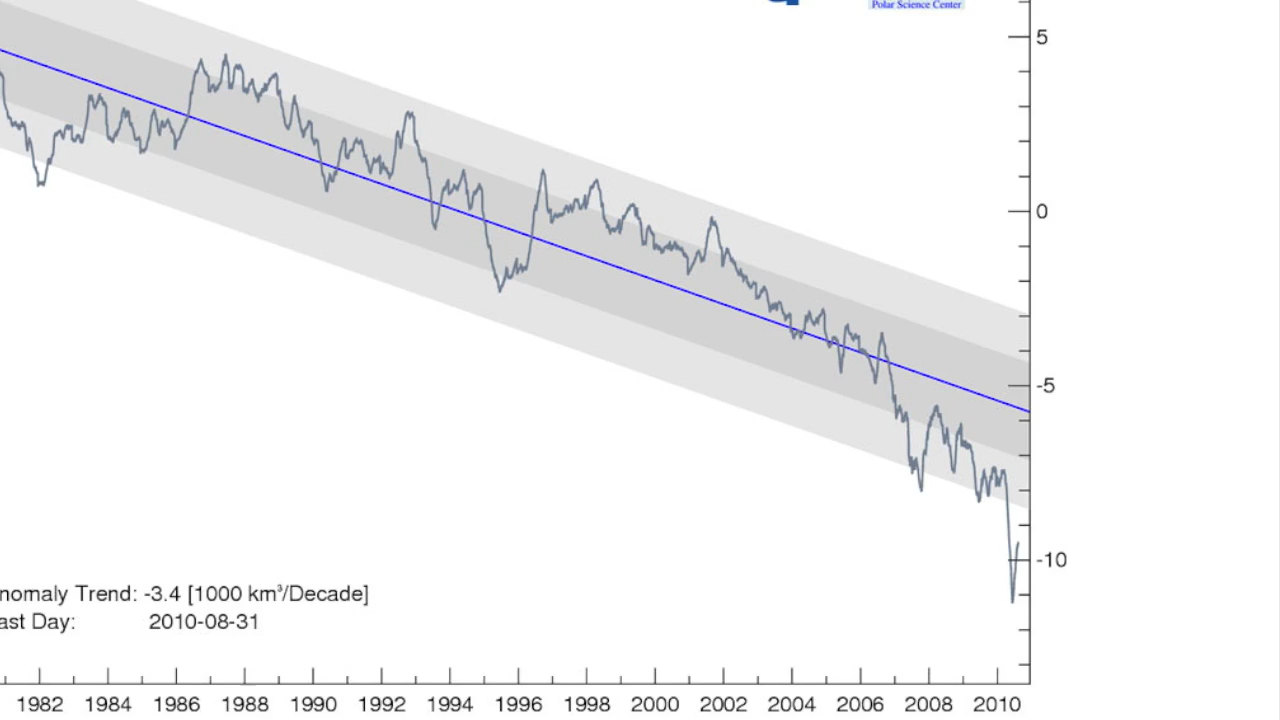 Polar Science Center
5
0
-5
-10
nomaly Trend: -3.4 [1000 km³/Decade]
ast Day: 2010-08-31
1982 1984 1986 1988 1990 1992 1994 1996 1998 2000 2002 2004 2006 2008 2010